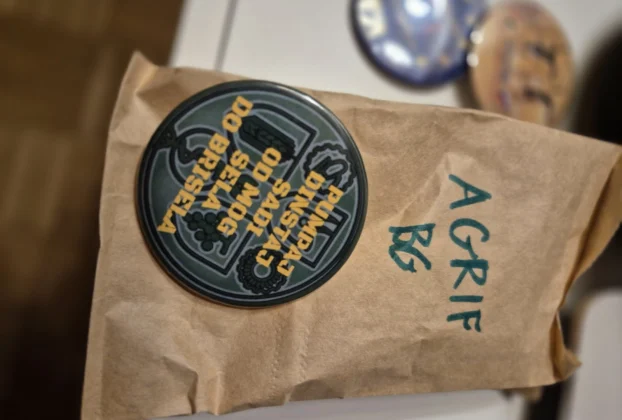 PUMPAJ
DINSTAJ
SADI
OD MOG
SELA
DO BRISELA
AGRIF
BG